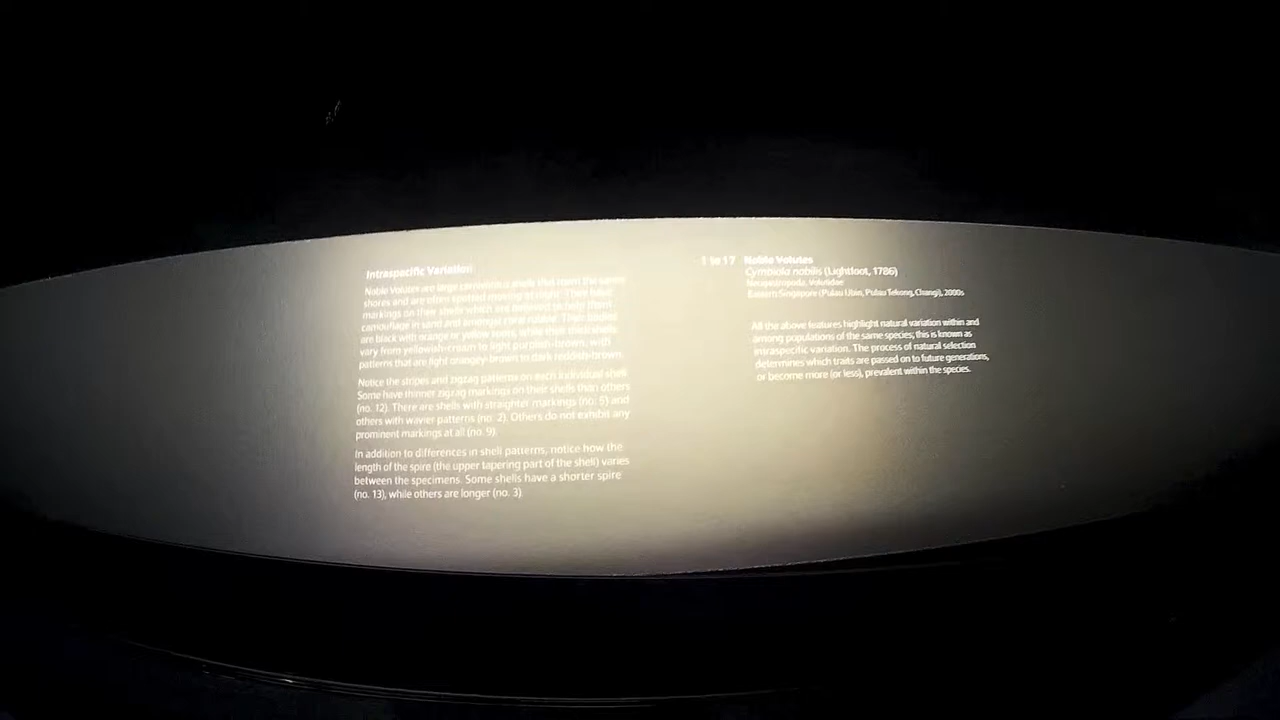 Intraspecific Variation
Noble Volutes are large carnivorous snails that roam the same
shores and are often spotted moving at night. They have
markings on their shells which are believed to help them
camouflage in sand and amongst coral rubble. Their bodies
are black with orange or yellow spots, while their thick shells
vary from yellowish-cream to light purplish-brown, with
patterns that are light orangey-brown to dark reddish-brown.
Notice the stripes and zigzag patterns on each individual shell.
Some have thinner zigzag markings on their shells than others
(no. 12). There are shells with straighter markings (no. 5) and
others with wavier patterns (no. 2). Others do not exhibit any
prominent markings at all (no. 9).
In addition to differences in shell patterns, notice how the
length of the spire (the upper tapering part of the shell) varies
between the specimens. Some shells have a shorter spire
(no. 13), while others are longer (no. 3).
1 to 17 Noble Volutes
Cymbiola nobilis (Lightfoot, 1786)
Neogastropoda, Volutidae
Eastern Singapore (Pulau Ubin, Pulau Tekong, Changi), 2000s
All the above features highlight natural variation within and
among populations of the same species; this is known as
intraspecific variation. The process of natural selection
determines which traits are passed on to future generations,
or become more (or less), prevalent within the species.